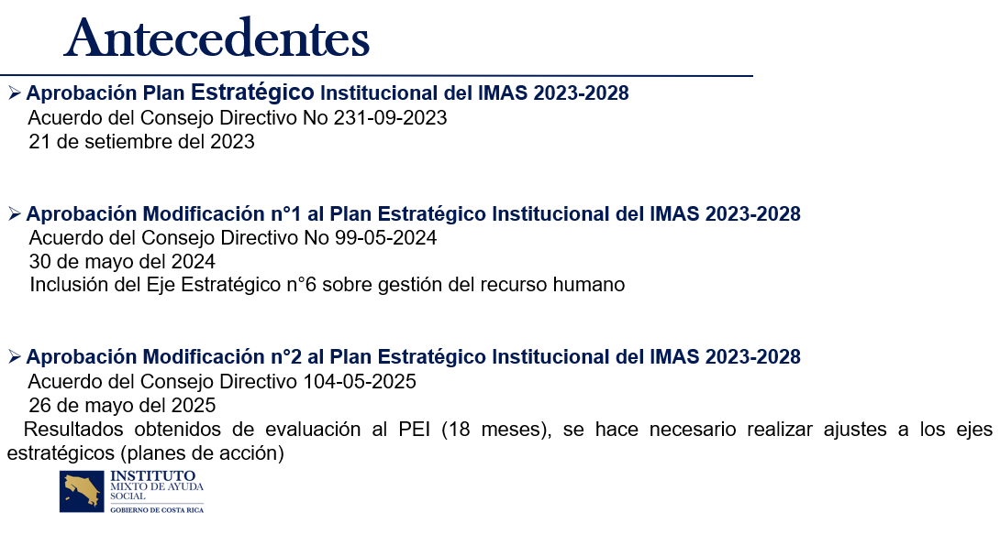 Antecedentes
➢ Aprobación Plan Estratégico Institucional del IMAS 2023-2028
Acuerdo del Consejo Directivo No 231-09-2023
21 de setiembre del 2023
➢ Aprobación Modificación n°1 al Plan Estratégico Institucional del IMAS 2023-2028
Acuerdo del Consejo Directivo No 99-05-2024
30 de mayo del 2024
Inclusión del Eje Estratégico n°6 sobre gestión del recurso humano
➢ Aprobación Modificación n°2 al Plan Estratégico Institucional del IMAS 2023-2028
Acuerdo del Consejo Directivo 104-05-2025
26 de mayo del 2025
Resultados obtenidos de evaluación al PEI (18 meses), se hace necesario realizar ajustes a los ejes
estratégicos (planes de acción)
INSTITUTO
MIXTO DE AYUDA
SOCIAL
GOBIERNO DE COSTA RICA